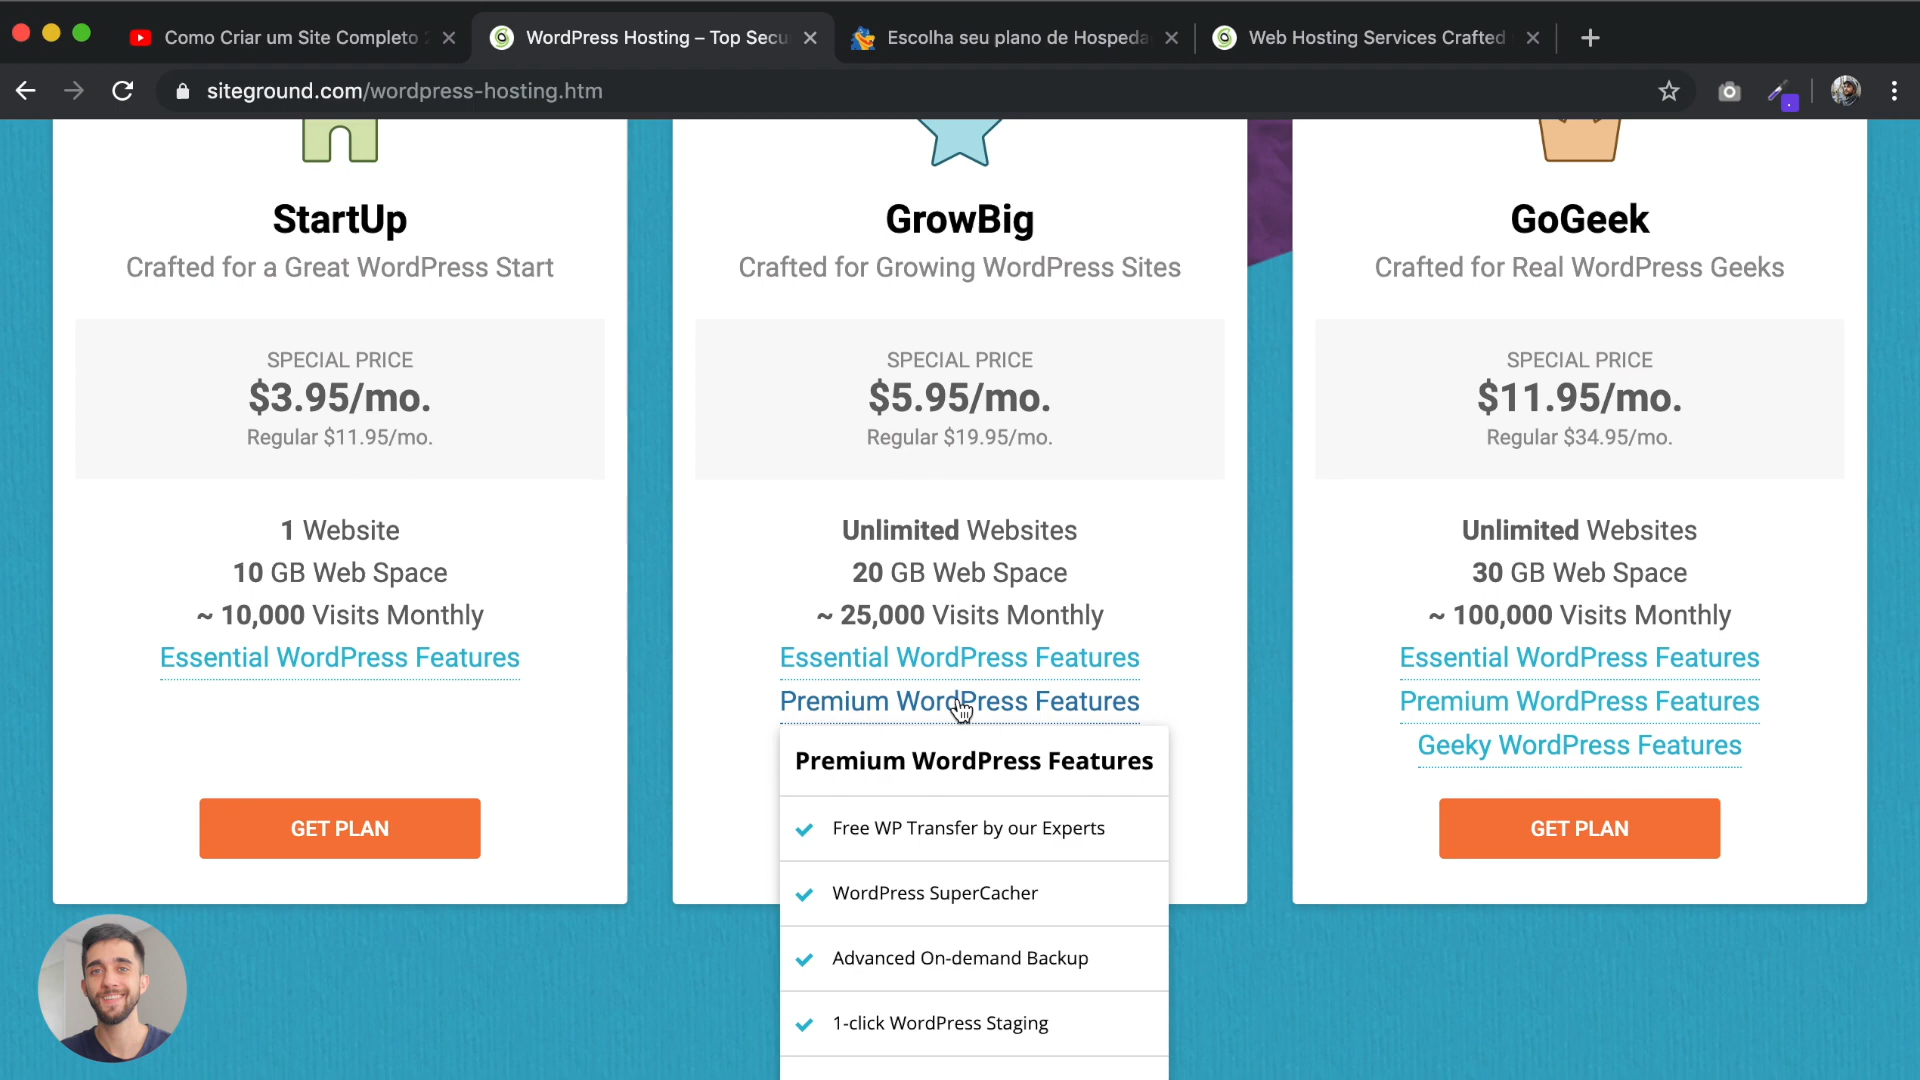 Como Criar um Site Completo
WordPress Hosting – Top Secu
Escolha seu plano de Hospeda
Web Hosting Services Crafted
siteground.com/wordpress-hosting.htm
StartUp
Crafted for a Great WordPress Start
SPECIAL PRICE
$3.95/mo.
Regular $11.95/mo.
1 Website
10 GB Web Space
~ 10,000 Visits Monthly
Essential WordPress Features
GET PLAN
GrowBig
Crafted for Growing WordPress Sites
SPECIAL PRICE
$5.95/mo.
Regular $19.95/mo.
Unlimited Websites
20 GB Web Space
~ 25,000 Visits Monthly
Essential WordPress Features
Premium WordPress Features
Premium WordPress Features
Free WP Transfer by our Experts
WordPress SuperCacher
Advanced On-demand Backup
1-click WordPress Staging
GoGeek
Crafted for Real WordPress Geeks
SPECIAL PRICE
$11.95/mo.
Regular $34.95/mo.
Unlimited Websites
30 GB Web Space
~ 100,000 Visits Monthly
Essential WordPress Features
Premium WordPress Features
Geeky WordPress Features
GET PLAN